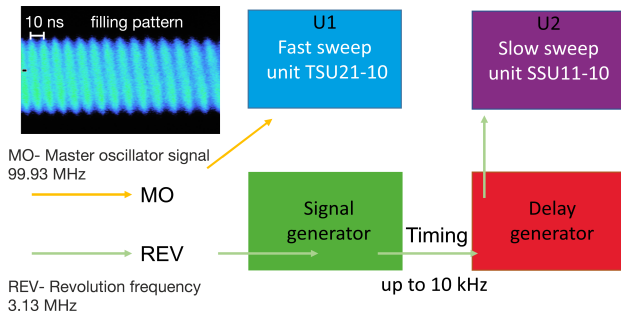 10 ns
filling pattern
U1
Fast sweep
unit TSU21-10
U2
Slow sweep
unit SSU11-10
MO- Master oscillator signal
99.93 MHz
MO
Signal
generator
Timing
Delay
generator
REV
up to 10 kHz
REV- Revolution frequency
3.13 MHz